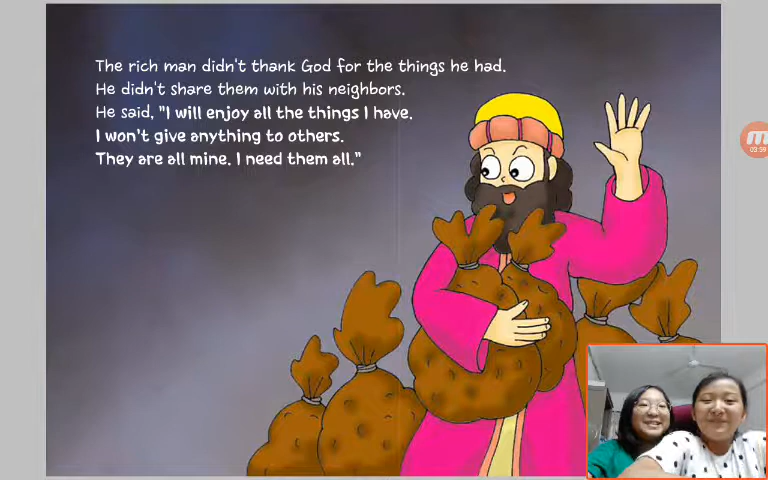 The rich man didn't thank God for the things he had.
He didn't share them with his neighbors.
He said, "I will enjoy all the things I have.
I won't give anything to others.
They are all mine. I need them all."
03:59